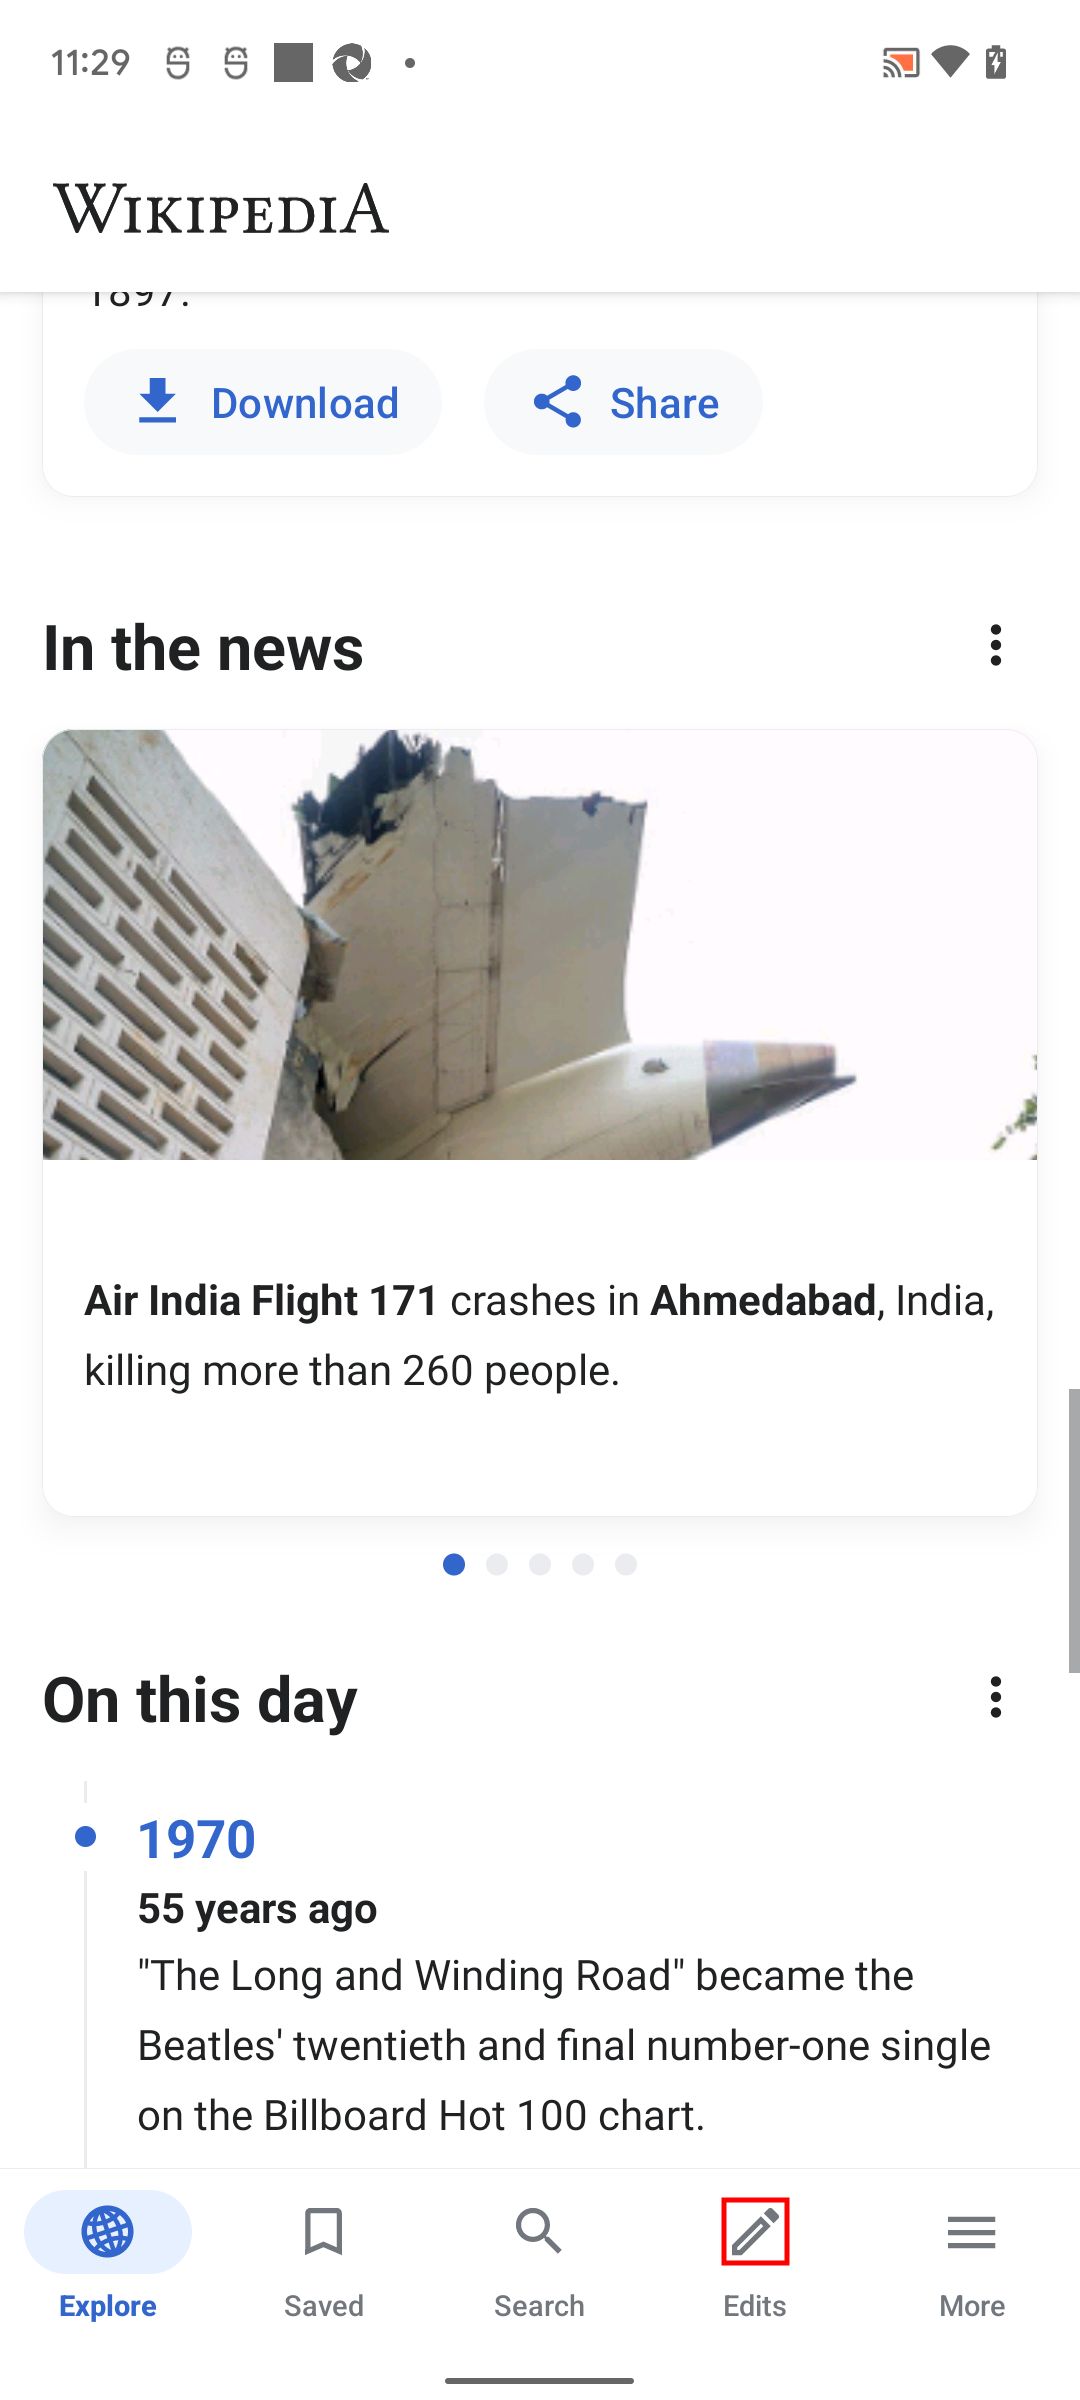 11:29
WIKIPEDIA
1897.
Download
Share
In the news
Air India Flight 171 crashes in Ahmedabad, India,
killing more than 260 people.
On this day
1970
55 years ago
"The Long and Winding Road" became the
Beatles' twentieth and final number-one single
on the Billboard Hot 100 chart.
Explore
Saved
Search
Edits
More